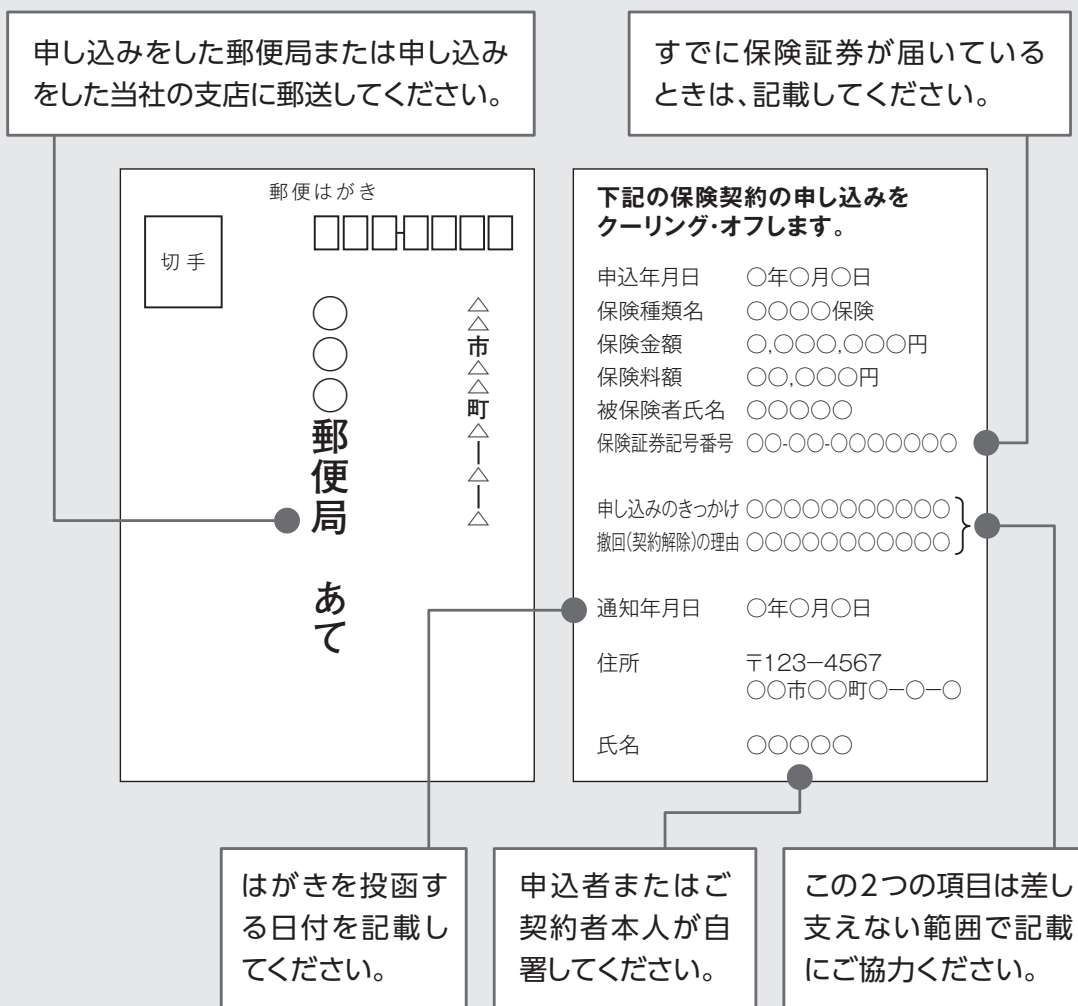 申し込みをした郵便局または申し込み
をした当社の支店に郵送してください。
すでに保険証券が届いている
ときは、記載してください。
郵便はがき
切手
△△市△△町△ー△ー△
○○○郵便局 あて
下記の保険契約の申し込みを
クーリング・オフします。
申込年月日 ○年○月○日
保険種類名 ○○○○保険
保険金額 ○,○○○,○○○円
保険料額 ○○,○○○円
被保険者氏名 ○○○○○
保険証券記号番号 ○○-○○-○○○○○○○
申し込みのきっかけ ○○○○○○○○○○○
撤回(契約解除)の理由 ○○○○○○○○○○○
通知年月日 ○年○月○日
住所 〒123−4567
○○市○○町○−○−○
氏名 ○○○○○
はがきを投函す
る日付を記載し
てください。
申込者またはご
契約者本人が自
署してください。
この2つの項目は差し
支えない範囲で記載
にご協力ください。